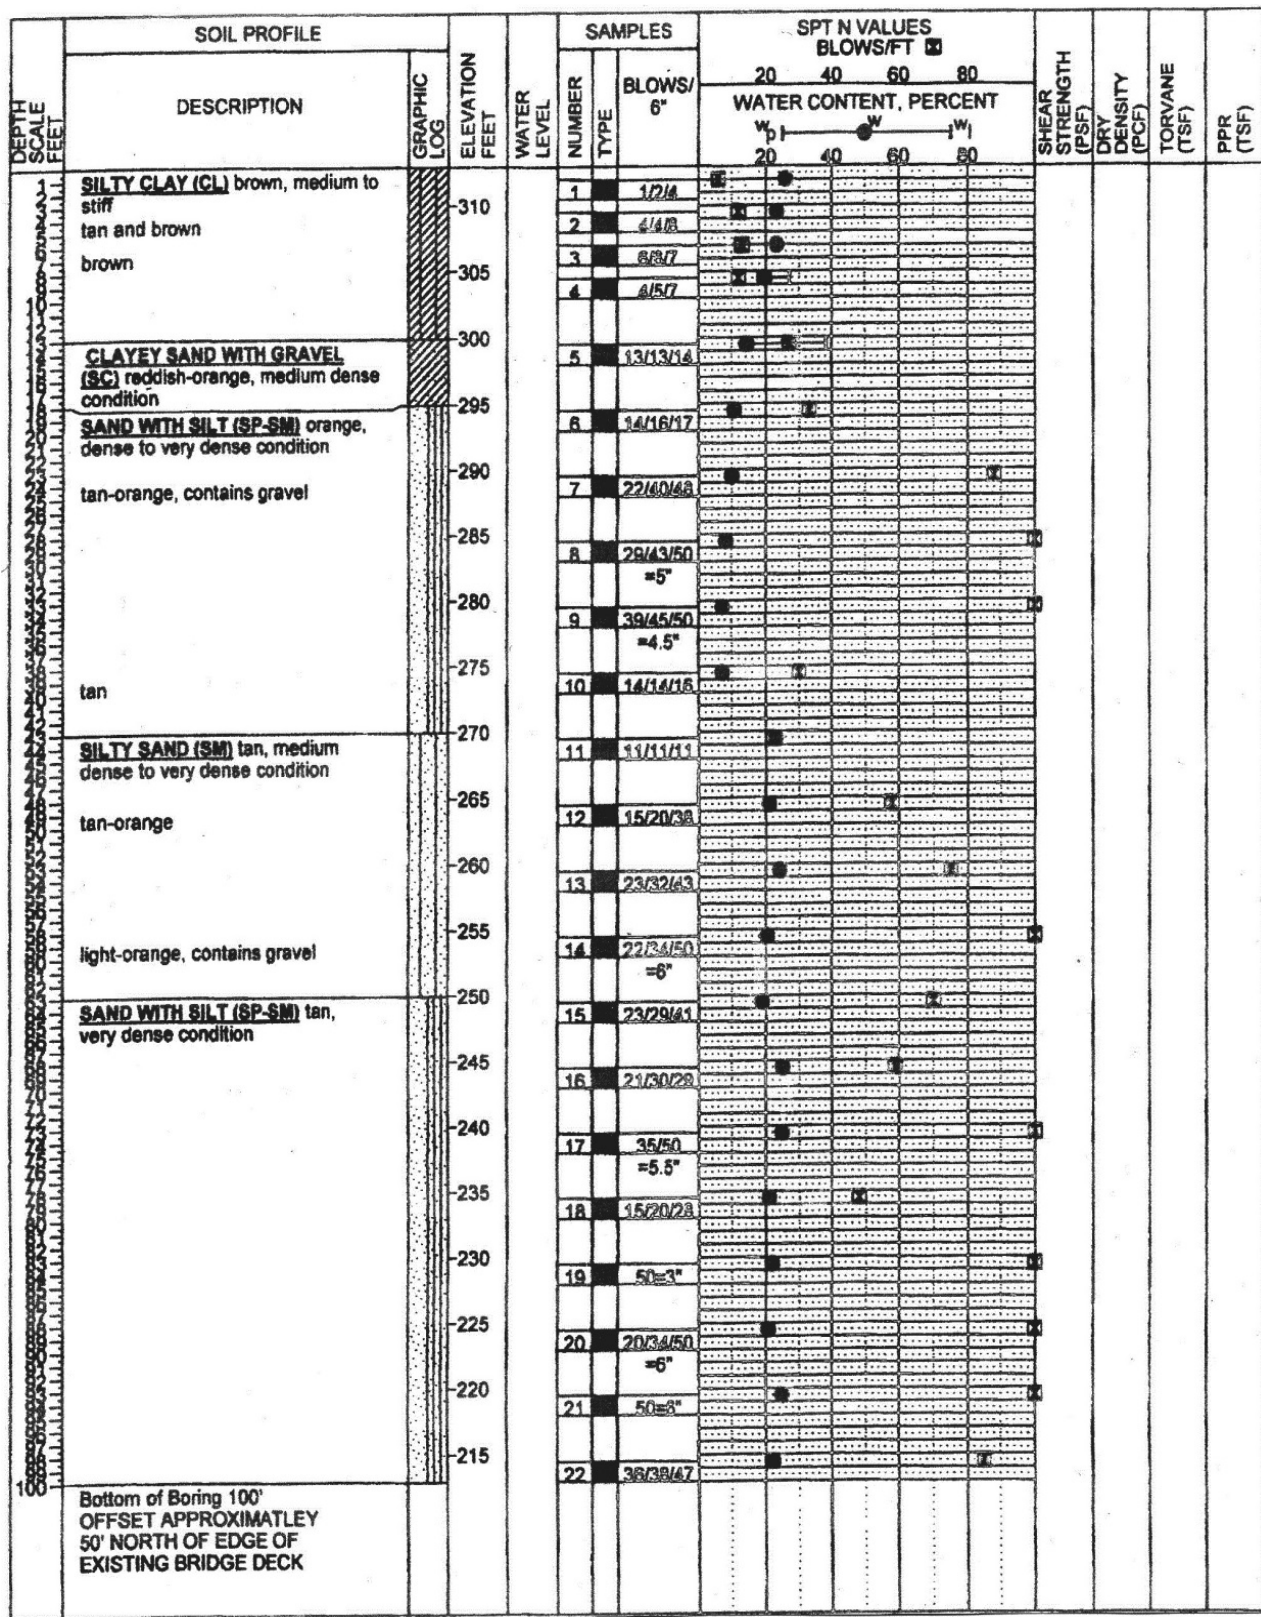 SOIL PROFILE
SAMPLES
SPT N VALUES
BLOWS/FT
DEPTH
SCALE
FEET
DESCRIPTION
GRAPHIC
LOG
ELEVATION
FEET
WATER
LEVEL
NUMBER
TYPE
BLOWS/
6"
20 40 60 80
WATER CONTENT, PERCENT
Wp W Wl
20 40 60 80
SHEAR
STRENGTH
(PSF)
DRY
DENSITY
(PCF)
TORVANE
(TSF)
PPR
(TSF)
SILTY CLAY (CL) brown, medium to
stiff
tan and brown
brown
310
305
1 1/2/4
2 4/4/8
3
4
300
CLAYEY SAND WITH GRAVEL
(SC) reddish-orange, medium dense
condition
5 13/13/14
295
SAND WITH SILT (SP-SM) orange,
dense to very dense condition
6 14/16/17
290
tan-orange, contains gravel
7 22/40/48
285
8 29/43/50
=5"
280
9 39/45/50
=4.5"
275
tan
10 14/14/16
270
SILTY SAND (SM) tan, medium
dense to very dense condition
11 11/11/11
265
tan-orange
12 15/20/38
260
13 23/32/43
255
light-orange, contains gravel
14 22/34/50
=6"
250
SAND WITH SILT (SP-SM) tan,
very dense condition
15 23/29/41
245
16 21/30/29
240
17 35/50
=5.5"
235
18 15/20/28
230
19 50=3"
225
20 20/34/50
=6"
220
21
215
22
100
Bottom of Boring 100'
OFFSET APPROXIMATLEY
50' NORTH OF EDGE OF
EXISTING BRIDGE DECK